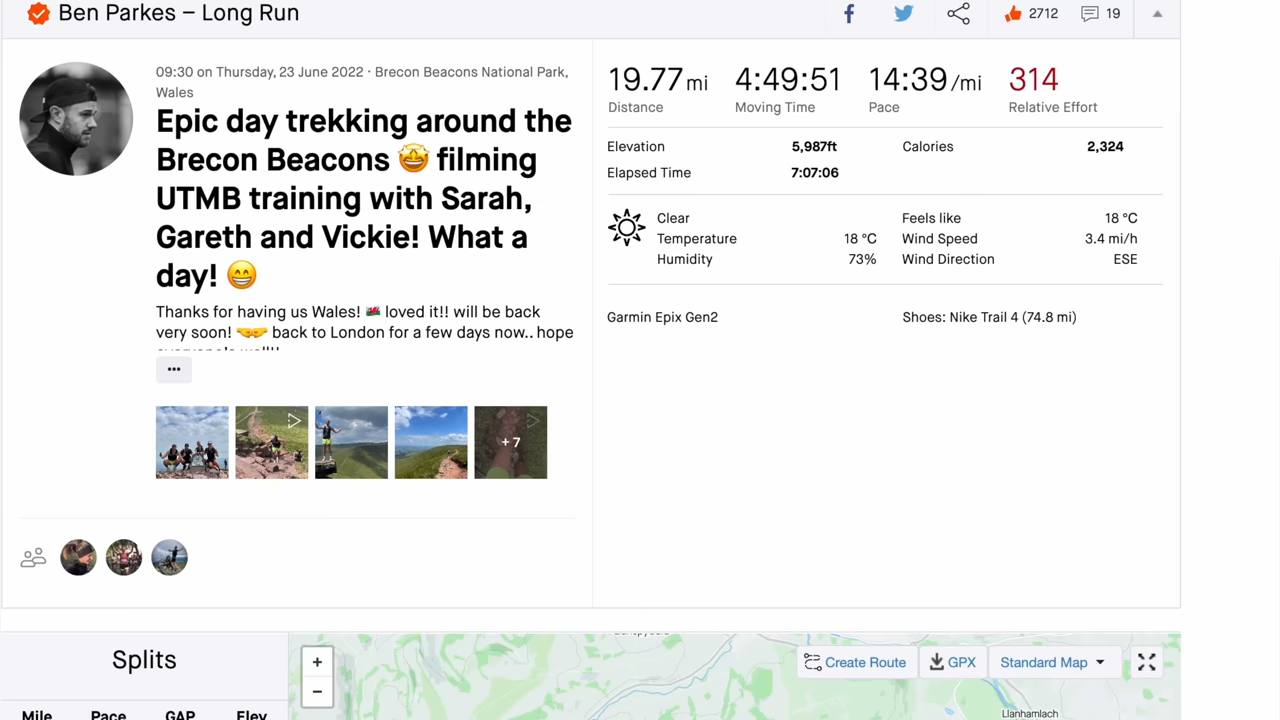 Ben Parkes – Long Run
2712
19
09:30 on Thursday, 23 June 2022 · Brecon Beacons National Park,
Wales
Epic day trekking around the
Brecon Beacons 🤩 filming
UTMB training with Sarah,
Gareth and Vickie! What a
day! 😁
Thanks for having us Wales! 🏴󠁧󠁢󠁷󠁬󠁳󠁿 loved it!! will be back
very soon! 🤝 back to London for a few days now.. hope
everyone's well!!
•••
+ 7
19.77 mi 4:49:51 14:39 /mi 314
Distance Moving Time Pace Relative Effort
Elevation 5,987ft Calories 2,324
Elapsed Time 7:07:06
Clear Feels like 18 °C
Temperature 18 °C Wind Speed 3.4 mi/h
Humidity 73% Wind Direction ESE
Garmin Epix Gen2 Shoes: Nike Trail 4 (74.8 mi)
Splits
Mile Pace GAP Elev
+
−
Create Route GPX Standard Map
Llanhamlach